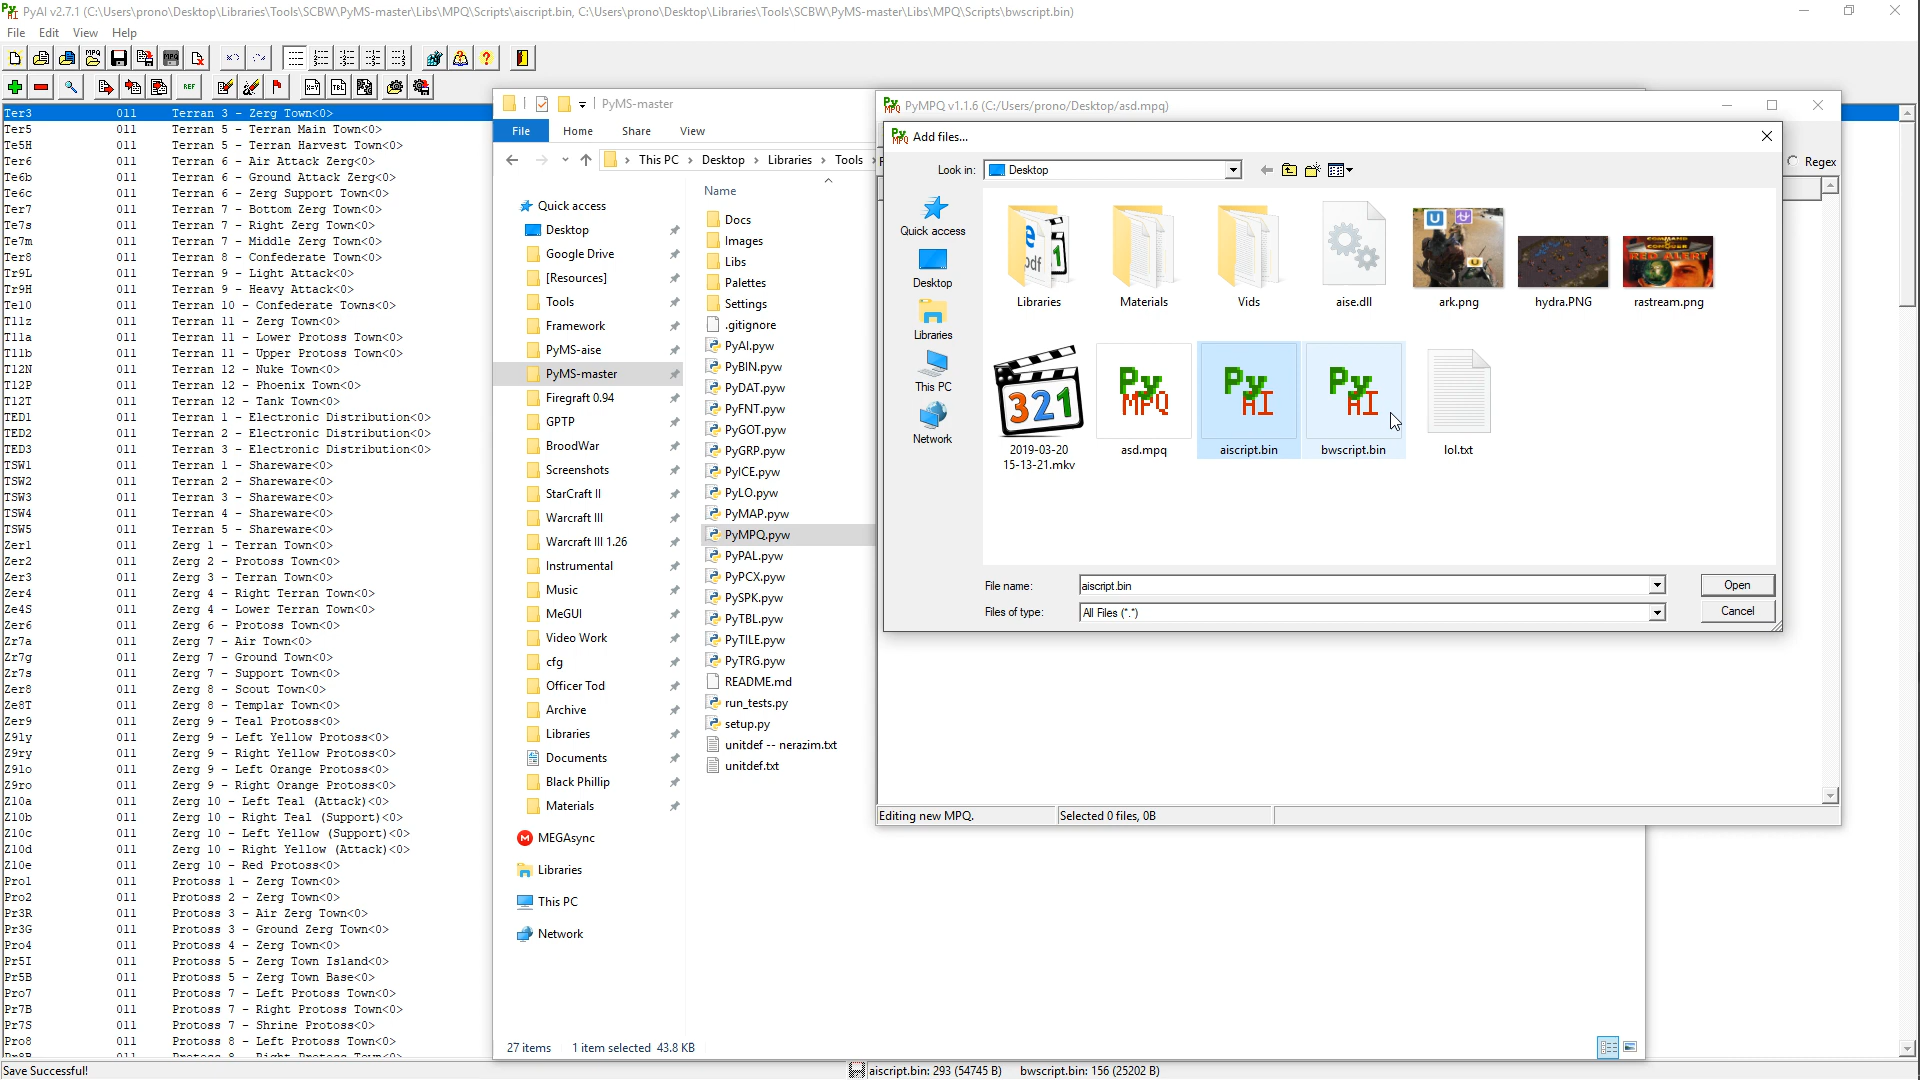 PyAI v2.7.1 (C:\Users\prono\Desktop\Libraries\Tools\SCBW\PyMS-master\Libs\MPQ\Scripts\aiscript.bin, C:\Users\prono\Desktop\Libraries\Tools\SCBW\PyMS-master\Libs\MPQ\Scripts\bwscript.bin)
File Edit View Help
Ter3 011 Terran 3 - Zerg Town<0>
Ter5 011 Terran 5 - Terran Main Town<0>
Te5H 011 Terran 5 - Terran Harvest Town<0>
Ter6 011 Terran 6 - Air Attack Zerg<0>
Te6b 011 Terran 6 - Ground Attack Zerg<0>
Te6c 011 Terran 6 - Zerg Support Town<0>
Ter7 011 Terran 7 - Bottom Zerg Town<0>
Te7s 011 Terran 7 - Right Zerg Town<0>
Te7m 011 Terran 7 - Middle Zerg Town<0>
Ter8 011 Terran 8 - Confederate Town<0>
Tr9L 011 Terran 9 - Light Attack<0>
Tr9H 011 Terran 9 - Heavy Attack<0>
Te10 011 Terran 10 - Confederate Towns<0>
T11z 011 Terran 11 - Zerg Town<0>
T11a 011 Terran 11 - Lower Protoss Town<0>
T11b 011 Terran 11 - Upper Protoss Town<0>
T12N 011 Terran 12 - Nuke Town<0>
T12P 011 Terran 12 - Phoenix Town<0>
T12T 011 Terran 12 - Tank Town<0>
TED1 011 Terran 1 - Electronic Distribution<0>
TED2 011 Terran 2 - Electronic Distribution<0>
TED3 011 Terran 3 - Electronic Distribution<0>
TSW1 011 Terran 1 - Shareware<0>
TSW2 011 Terran 2 - Shareware<0>
TSW3 011 Terran 3 - Shareware<0>
TSW4 011 Terran 4 - Shareware<0>
TSW5 011 Terran 5 - Shareware<0>
Zer1 011 Zerg 1 - Terran Town<0>
Zer2 011 Zerg 2 - Protoss Town<0>
Zer3 011 Zerg 3 - Terran Town<0>
Zer4 011 Zerg 4 - Right Terran Town<0>
Ze4S 011 Zerg 4 - Lower Terran Town<0>
Zer6 011 Zerg 6 - Protoss Town<0>
Zr7a 011 Zerg 7 - Air Town<0>
Zr7g 011 Zerg 7 - Ground Town<0>
Zr7s 011 Zerg 7 - Support Town<0>
Zer8 011 Zerg 8 - Scout Town<0>
Ze8T 011 Zerg 8 - Templar Town<0>
Zer9 011 Zerg 9 - Teal Protoss<0>
Z9ly 011 Zerg 9 - Left Yellow Protoss<0>
Z9ry 011 Zerg 9 - Right Yellow Protoss<0>
Z9lo 011 Zerg 9 - Left Orange Protoss<0>
Z9ro 011 Zerg 9 - Right Orange Protoss<0>
Z10a 011 Zerg 10 - Left Teal (Attack)<0>
Z10b 011 Zerg 10 - Right Teal (Support)<0>
Z10c 011 Zerg 10 - Left Yellow (Support)<0>
Z10d 011 Zerg 10 - Right Yellow (Attack)<0>
Z10e 011 Zerg 10 - Red Protoss<0>
Pro1 011 Protoss 1 - Zerg Town<0>
Pro2 011 Protoss 2 - Zerg Town<0>
Pr3R 011 Protoss 3 - Air Zerg Town<0>
Pr3G 011 Protoss 3 - Ground Zerg Town<0>
Pro4 011 Protoss 4 - Zerg Town<0>
Pr5I 011 Protoss 5 - Zerg Town Island<0>
Pr5B 011 Protoss 5 - Zerg Town Base<0>
Pro7 011 Protoss 7 - Left Protoss Town<0>
Pr7B 011 Protoss 7 - Right Protoss Town<0>
Pr7S 011 Protoss 7 - Shrine Protoss<0>
Pro8 011 Protoss 8 - Left Protoss Town<0>
Save Successful!
aiscript.bin: 293 (54745 B) bwscript.bin: 156 (25202 B)
PyMS-master
File Home Share View
This PC Desktop Libraries Tools
Quick access
Desktop
Google Drive
[Resources]
Tools
Framework
PyMS-aise
PyMS-master
Firegraft 0.94
GPTP
BroodWar
Screenshots
StarCraft II
Warcraft III
Warcraft III 1.26
Instrumental
Music
MeGUI
Video Work
cfg
Officer Tod
Archive
Libraries
Documents
Black Phillip
Materials
MEGAsync
Libraries
This PC
Network
Name
Docs
Images
Libs
Palettes
Settings
.gitignore
PyAI.pyw
PyBIN.pyw
PyDAT.pyw
PyFNT.pyw
PyGOT.pyw
PyGRP.pyw
PyICE.pyw
PyLO.pyw
PyMAP.pyw
PyMPQ.pyw
PyPAL.pyw
PyPCX.pyw
PySPK.pyw
PyTBL.pyw
PyTILE.pyw
PyTRG.pyw
README.md
run_tests.py
setup.py
unitdef -- nerazim.txt
unitdef.txt
27 items 1 item selected 43.8 KB
PyMPQ v1.1.6 (C:/Users/prono/Desktop/asd.mpq)
Regex
Add files...
Look in: Desktop
Quick access
Desktop
Libraries
This PC
Network
Libraries
Materials
Vids
aise.dll
ark.png
hydra.PNG
rastream.png
2019-03-20 15-13-21.mkv
asd.mpq
aiscript.bin
bwscript.bin
lol.txt
File name: aiscript.bin Open
Files of type: All Files (*.*) Cancel
Editing new MPQ. Selected 0 files, 0B